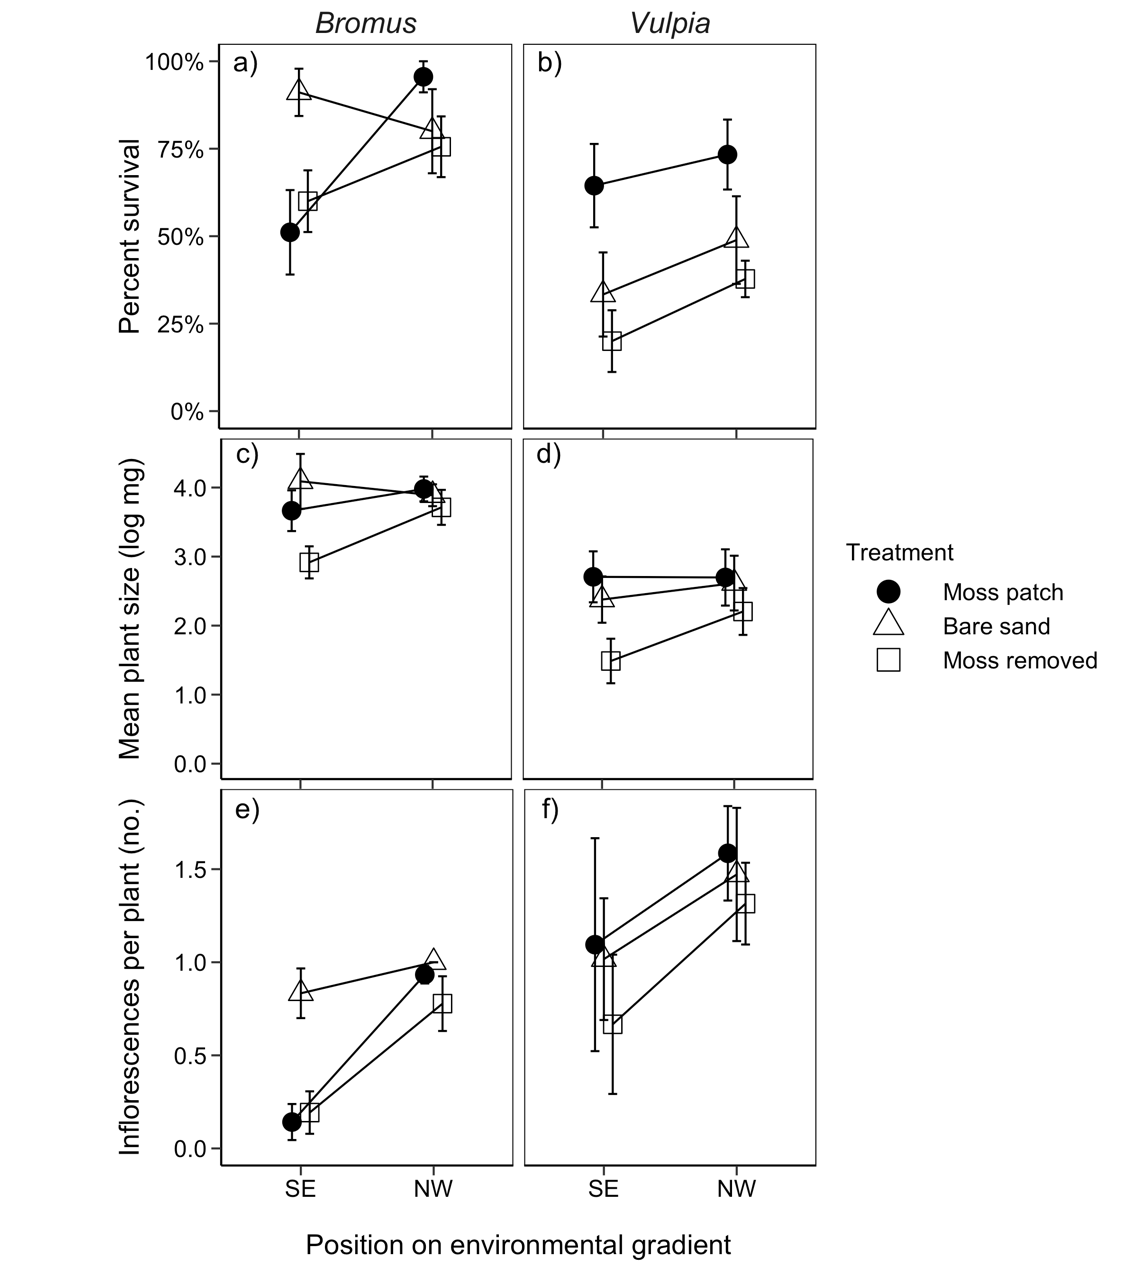 Bromus Vulpia
a) b)
100%
75%
50%
25%
0%
Percent survival
c) d)
4.0
3.0
2.0
1.0
0.0
Mean plant size (log mg)
Treatment
Moss patch
Bare sand
Moss removed
e) f)
1.5
1.0
0.5
0.0
Inflorescences per plant (no.)
SE NW SE NW
Position on environmental gradient